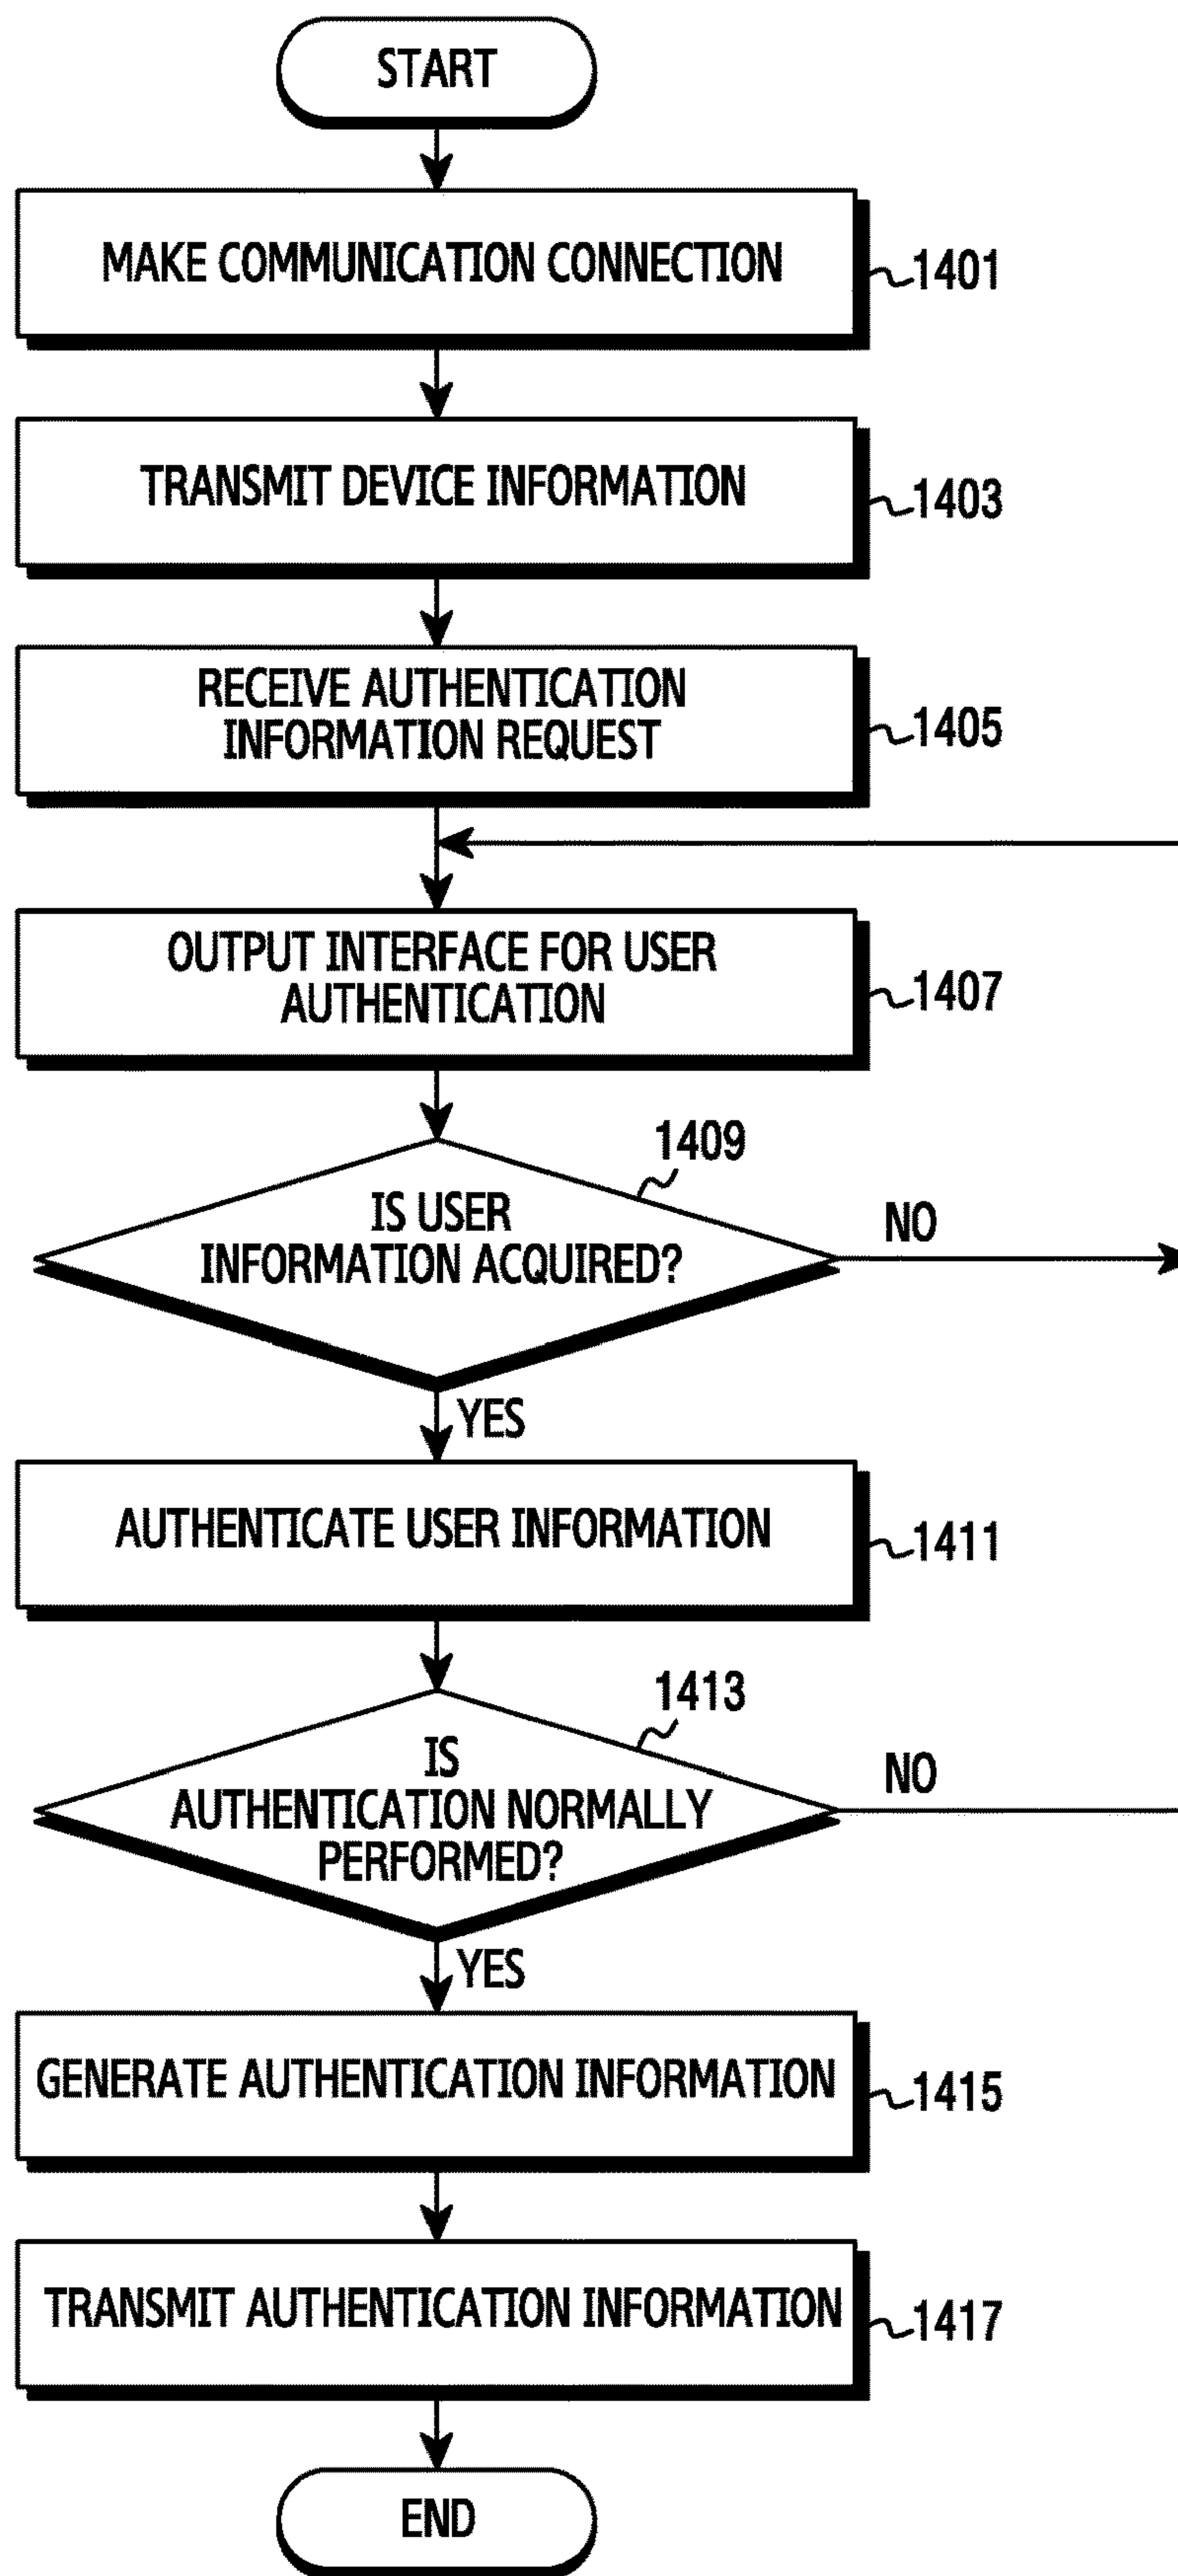 START
MAKE COMMUNICATION CONNECTION
1401
TRANSMIT DEVICE INFORMATION
1403
RECEIVE AUTHENTICATION
INFORMATION REQUEST
1405
OUTPUT INTERFACE FOR USER
AUTHENTICATION
1407
1409
IS USER
INFORMATION ACQUIRED?
NO
YES
AUTHENTICATE USER INFORMATION
1411
1413
IS
AUTHENTICATION NORMALLY
PERFORMED?
NO
YES
GENERATE AUTHENTICATION INFORMATION
1415
TRANSMIT AUTHENTICATION INFORMATION
1417
END